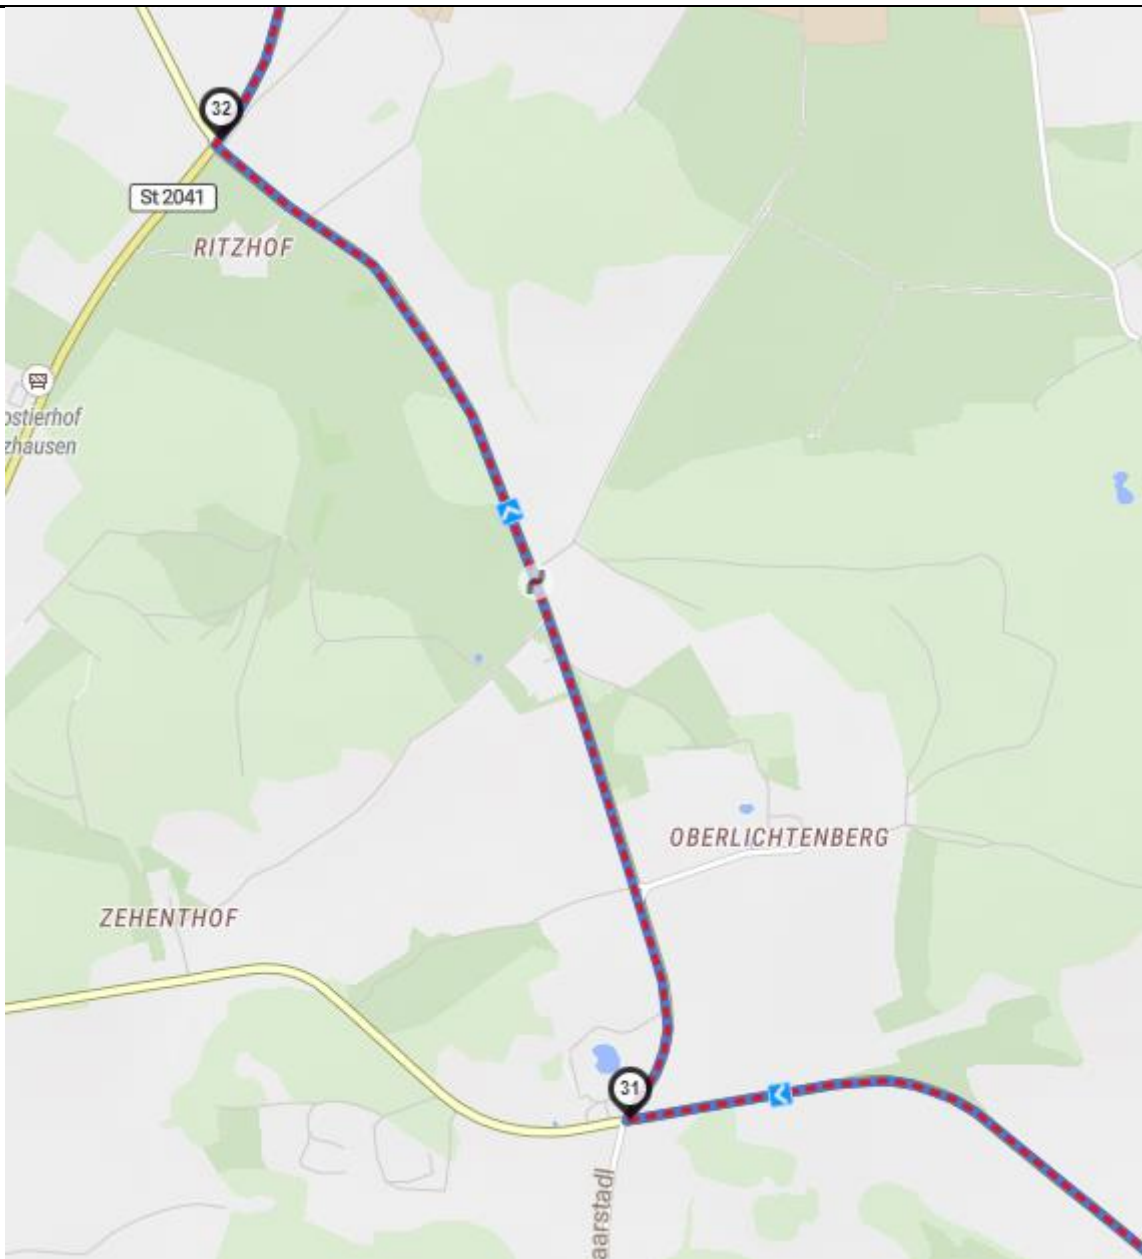 32
St 2041
RITZHOF
ostierhof
zhausen
OBERLICHTENBERG
ZEHENTHOF
31
aarstadl